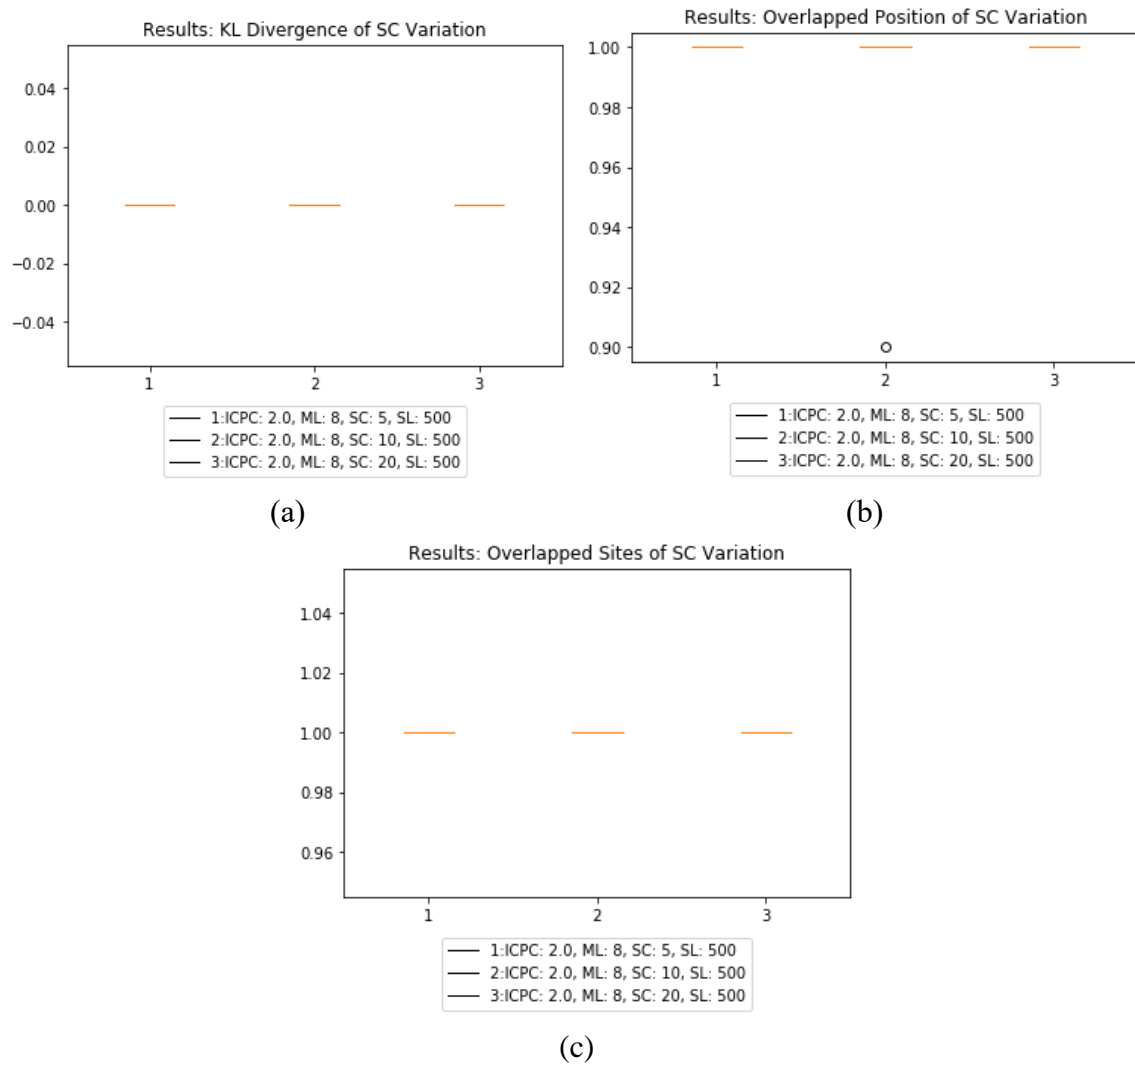 Results: KL Divergence of SC Variation
0.04
0.02
0.00
−0.02
−0.04
1 2 3
1:ICPC: 2.0, ML: 8, SC: 5, SL: 500
2:ICPC: 2.0, ML: 8, SC: 10, SL: 500
3:ICPC: 2.0, ML: 8, SC: 20, SL: 500
(a)
Results: Overlapped Position of SC Variation
1.00
0.98
0.96
0.94
0.92
0.90
1 2 3
1:ICPC: 2.0, ML: 8, SC: 5, SL: 500
2:ICPC: 2.0, ML: 8, SC: 10, SL: 500
3:ICPC: 2.0, ML: 8, SC: 20, SL: 500
(b)
Results: Overlapped Sites of SC Variation
1.04
1.02
1.00
0.98
0.96
1 2 3
1:ICPC: 2.0, ML: 8, SC: 5, SL: 500
2:ICPC: 2.0, ML: 8, SC: 10, SL: 500
3:ICPC: 2.0, ML: 8, SC: 20, SL: 500
(c)